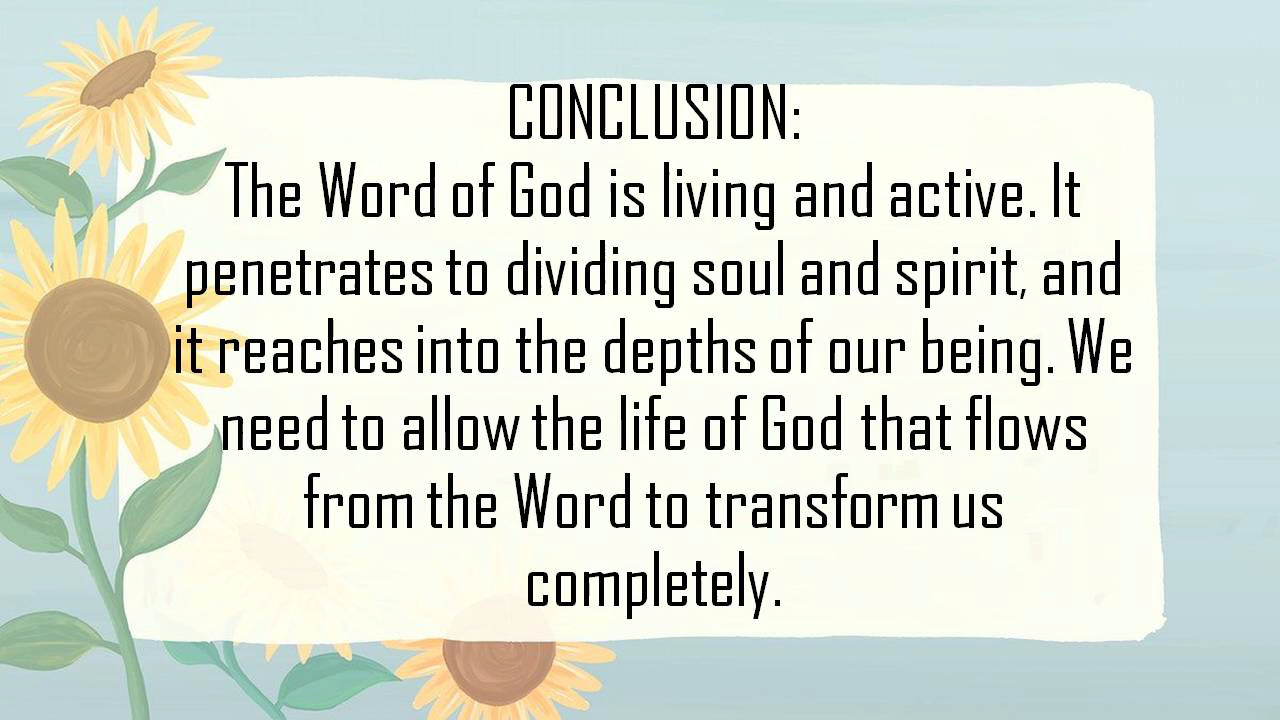 CONCLUSION:
The Word of God is living and active. It
penetrates to dividing soul and spirit, and
it reaches into the depths of our being. We
need to allow the life of God that flows
from the Word to transform us
completely.